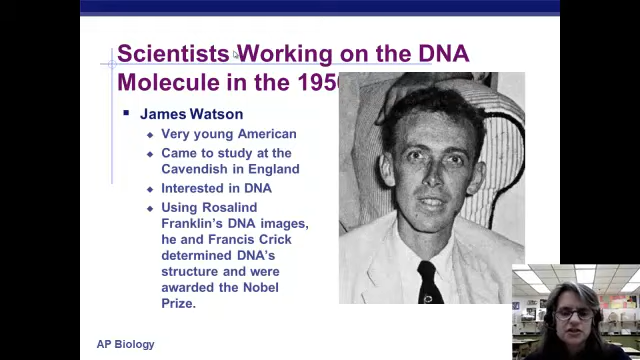 Scientists Working on the DNA
Molecule in the 195
James Watson
Very young American
Came to study at the
Cavendish in England
Interested in DNA
Using Rosalind
Franklin's DNA images,
he and Francis Crick
determined DNA's
structure and were
awarded the Nobel
Prize.
AP Biology